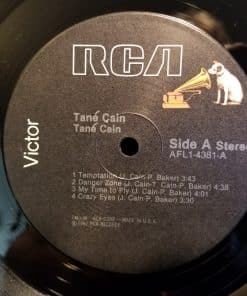 RCA
Victor
Tané Cain
Tané Cain
Side A Stereo
AFL1-4381-A
1 Temptation (J. Cain-P. Baker) 3:43
2 Danger Zone (J. Cain-T. Cain-P. Baker) 4:38
3 My Time to Fly (J. Cain-P. Baker) 4:01
4 Crazy Eyes (J. Cain-P. Baker) 3:30